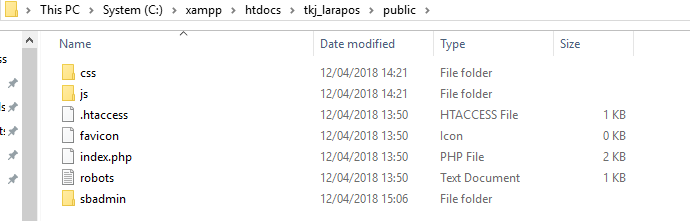 This PC > System (C:) > xampp > htdocs > tkj_larapos > public >
Name Date modified Type Size
css 12/04/2018 14:21 File folder
js 12/04/2018 14:21 File folder
.htaccess 12/04/2018 13:50 HTACCESS File 1 KB
favicon 12/04/2018 13:50 Icon 0 KB
index.php 12/04/2018 13:50 PHP File 2 KB
robots 12/04/2018 13:50 Text Document 1 KB
sbadmin 12/04/2018 15:06 File folder